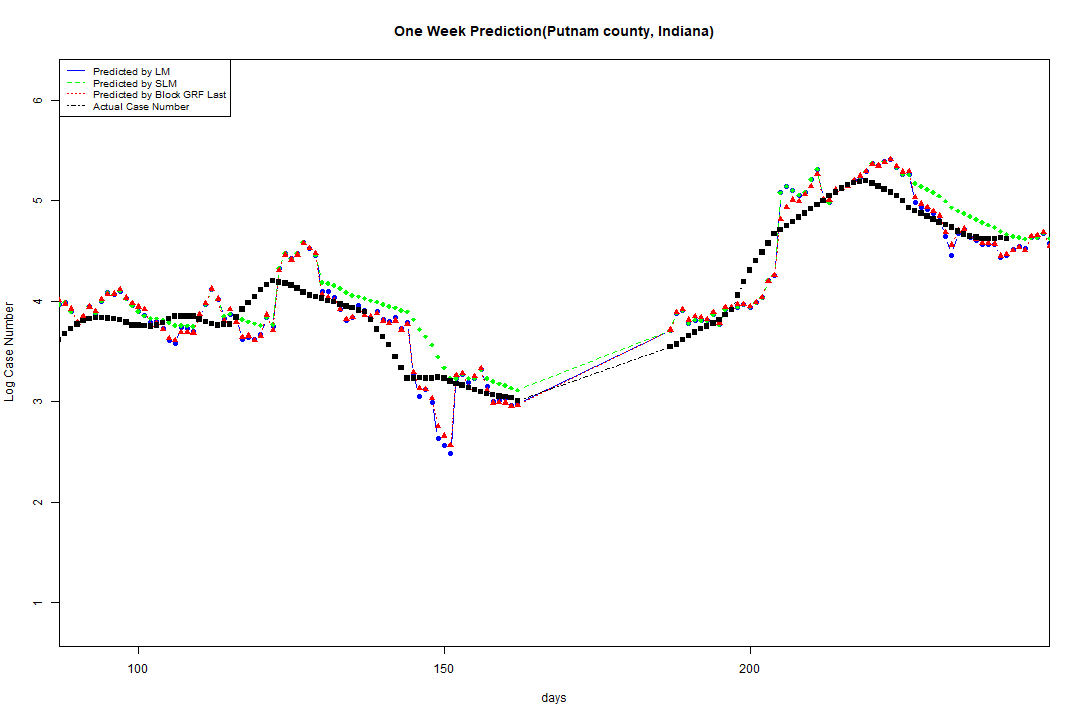 One Week Prediction(Putnam county, Indiana)
Predicted by LM
Predicted by SLM
Predicted by Block GRF Last
Actual Case Number
Log Case Number
6
5
4
3
2
1
100 150 200
days